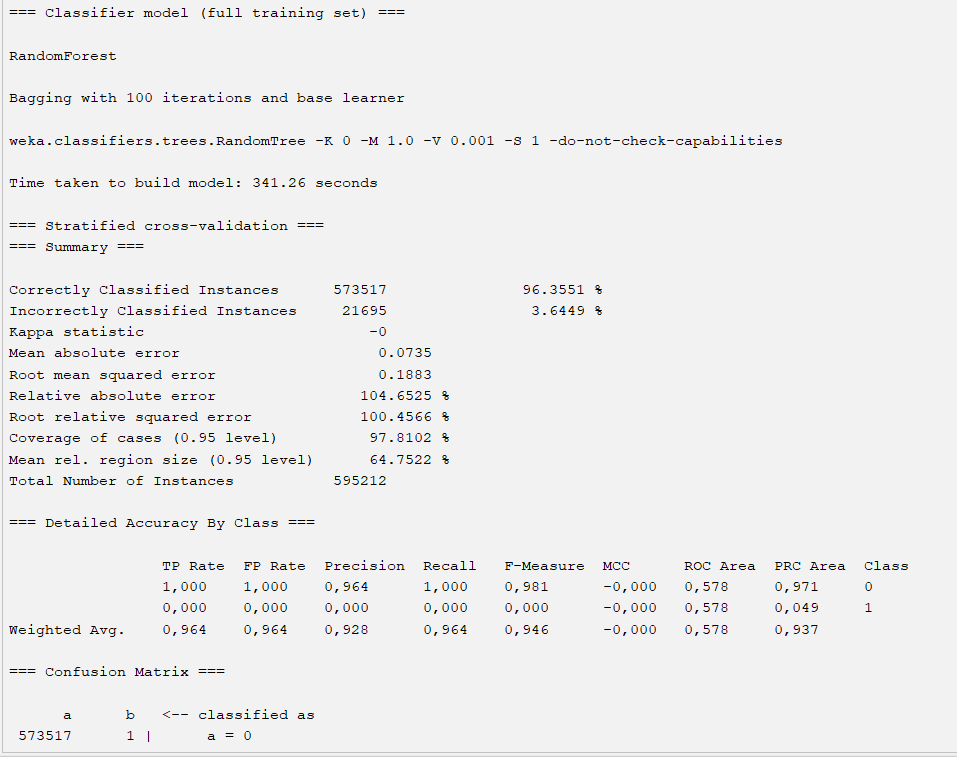 === Classifier model (full training set) ===
RandomForest
Bagging with 100 iterations and base learner
weka.classifiers.trees.RandomTree -K 0 -M 1.0 -V 0.001 -S 1 -do-not-check-capabilities
Time taken to build model: 341.26 seconds
=== Stratified cross-validation ===
=== Summary ===
Correctly Classified Instances 573517 96.3551 %
Incorrectly Classified Instances 21695 3.6449 %
Kappa statistic -0
Mean absolute error 0.0735
Root mean squared error 0.1883
Relative absolute error 104.6525 %
Root relative squared error 100.4566 %
Coverage of cases (0.95 level) 97.8102 %
Mean rel. region size (0.95 level) 64.7522 %
Total Number of Instances 595212
=== Detailed Accuracy By Class ===
TP Rate FP Rate Precision Recall F-Measure MCC ROC Area PRC Area Class
1,000 1,000 0,964 1,000 0,981 -0,000 0,578 0,971 0
0,000 0,000 0,000 0,000 0,000 -0,000 0,578 0,049 1
Weighted Avg. 0,964 0,964 0,928 0,964 0,946 -0,000 0,578 0,937
=== Confusion Matrix ===
a b <-- classified as
573517 1 | a = 0